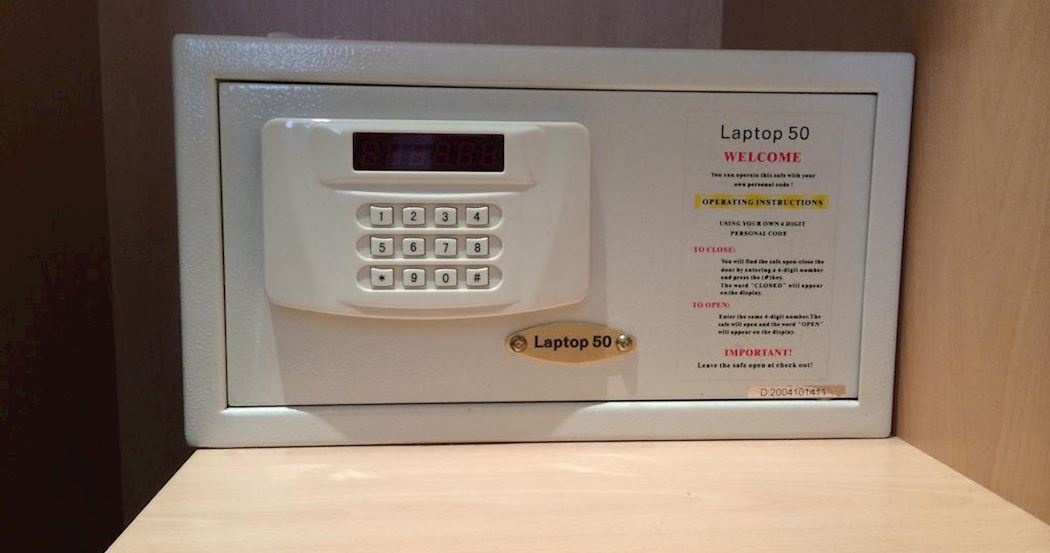 1 2 3 4
5 6 7 8
* 9 0 #
Laptop 50
Laptop 50
WELCOME
You can operate this safe with your
own personal code !
OPERATING INSTRUCTIONS
USING YOUR OWN 4 DIGIT
PERSONAL CODE
TO CLOSE:
You will find the safe open-close the
door by entering a 4-digit number
and press the (#)key.
The word "CLOSED" will appear
on the display.
TO OPEN:
Enter the same 4-digit number.The
safe will open and the word "OPEN"
will appear on the display.
IMPORTANT!
Leave the safe open at check out!
D:2004101411